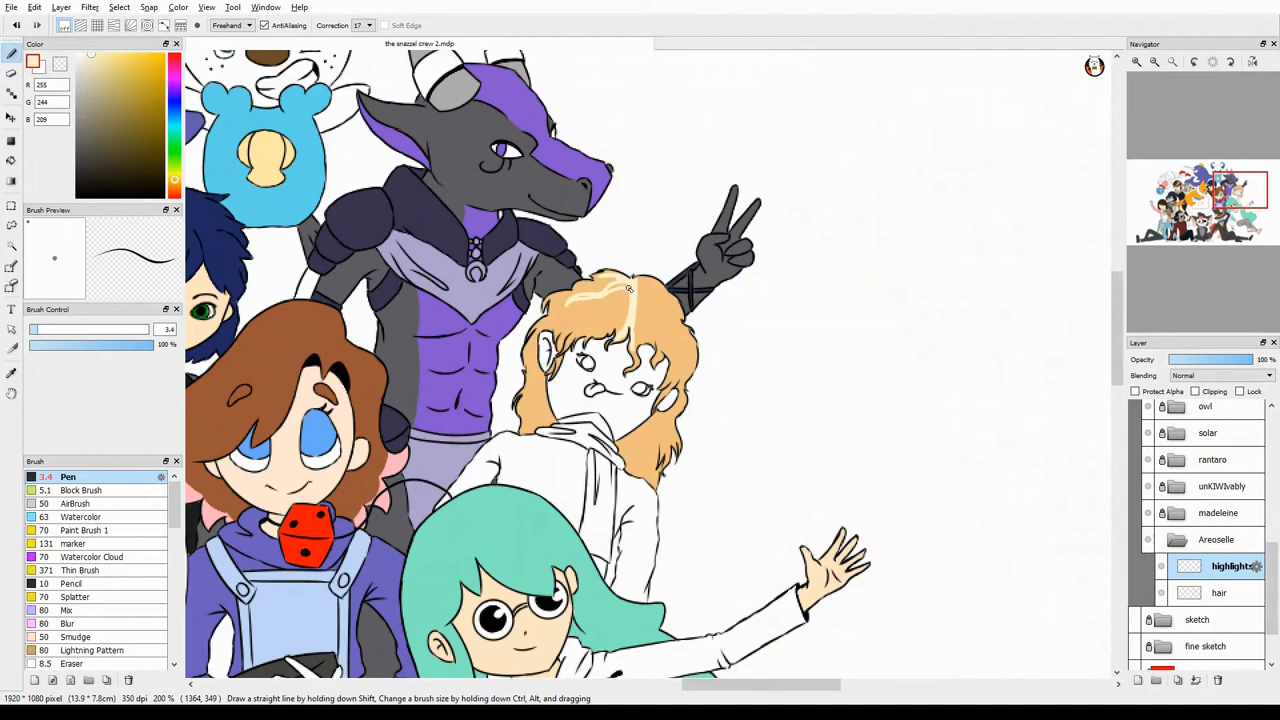 File Edit View Filter Select Snap Color View Tool Window Help
Freehand AntiAliasing Correction 17 Soft Edge
the snazzel crew 2.mdp
Color
R 255
G 244
B 209
Brush Preview
Brush Control
3.4
100 %
Brush
3.4 Pen
5.1 Block Brush
50 AirBrush
63 Watercolor
70 Paint Brush 1
131 marker
70 Watercolor Cloud
371 Thin Brush
10 Pencil
70 Splatter
80 Mix
80 Blur
50 Smudge
80 Lightning Pattern
8.5 Eraser
Navigator
Layer
Opacity 100 %
Blending Normal
Protect Alpha Clipping Lock
owl
solar
rantaro
unKIWIvably
madeleine
Areoselle
highlights
hair
sketch
fine sketch
1920 * 1080 pixel (13.9 * 7.8cm) 350 dpi 200 % ( 1364, 349 ) Draw a straight line by holding down Shift, Change a brush size by holding down Ctrl, Alt, and dragging